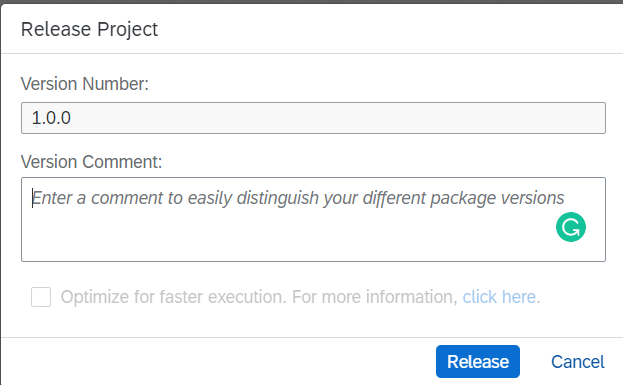 Release Project
Version Number:
1.0.0
Version Comment:
Enter a comment to easily distinguish your different package versions
Optimize for faster execution. For more information, click here.
Release
Cancel